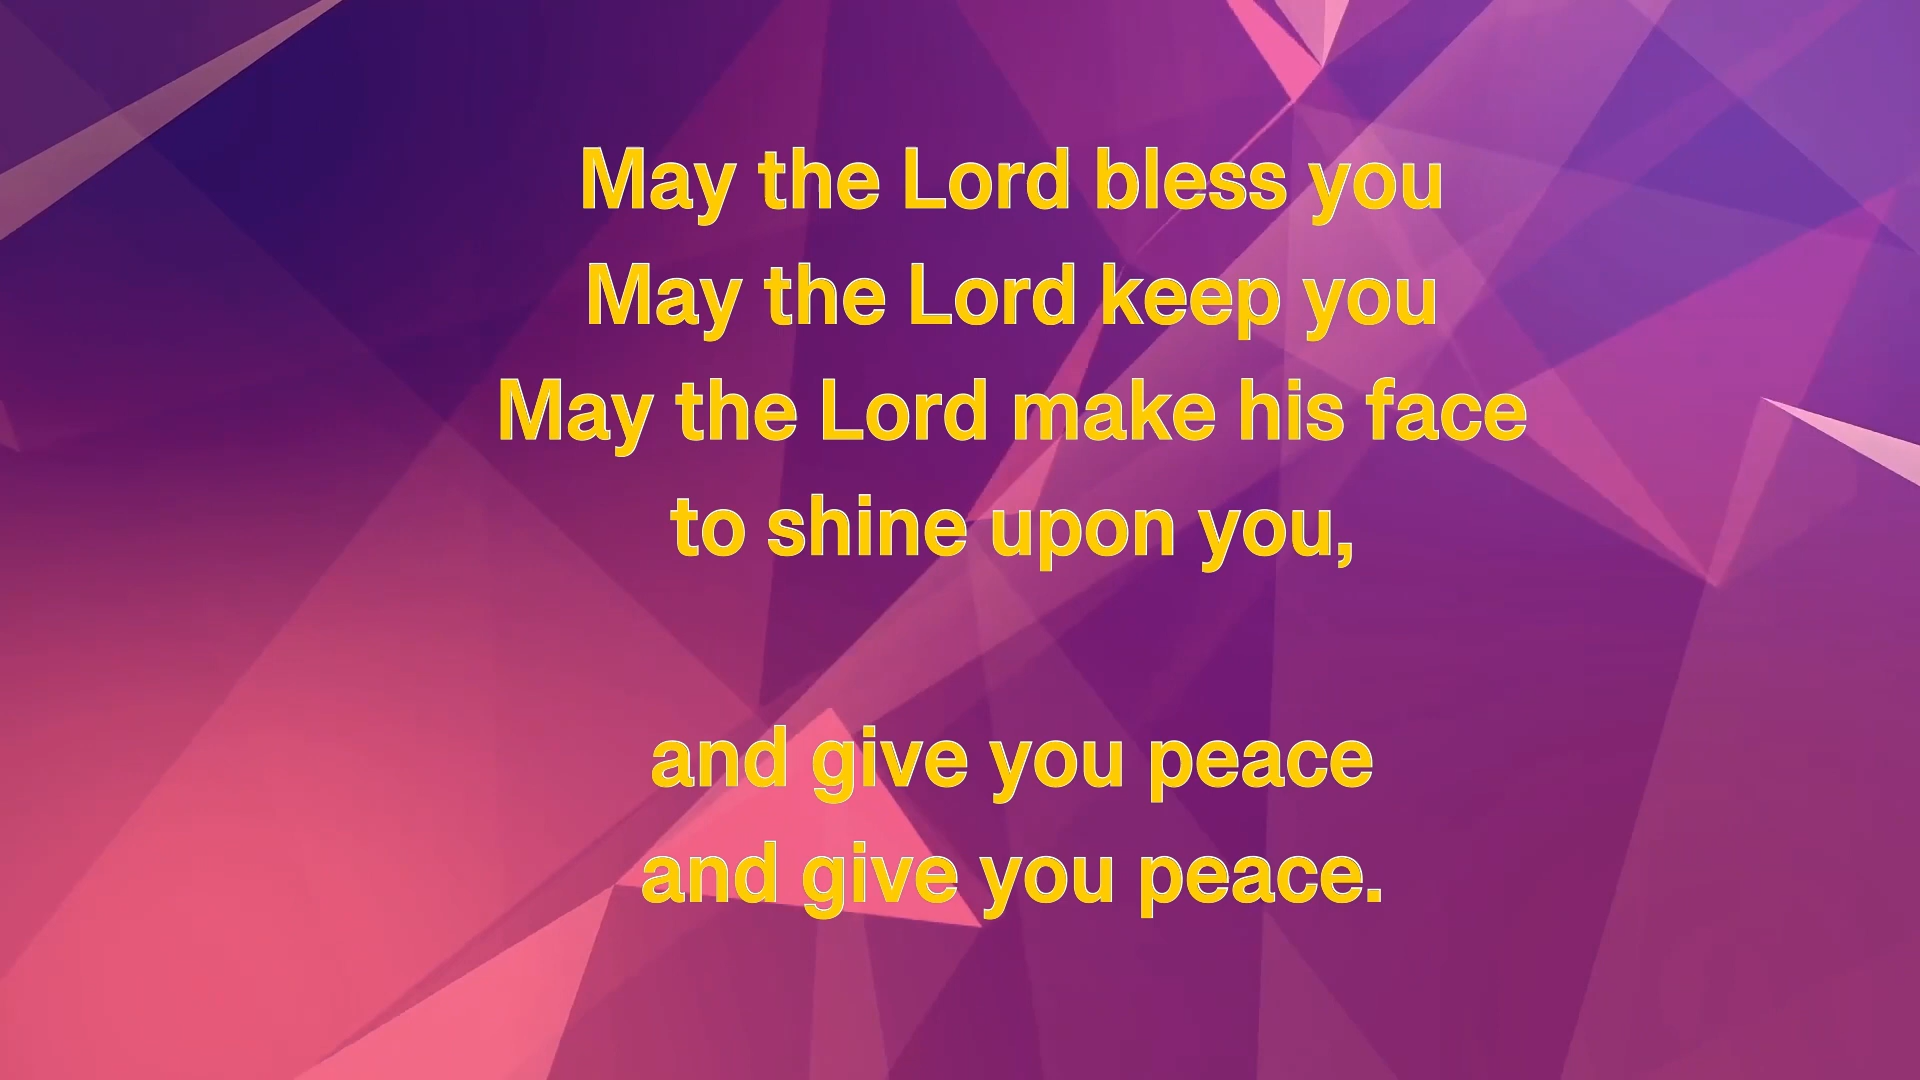 May the Lord bless you
May the Lord keep you
May the Lord make his face
to shine upon you,
and give you peace
and give you peace.